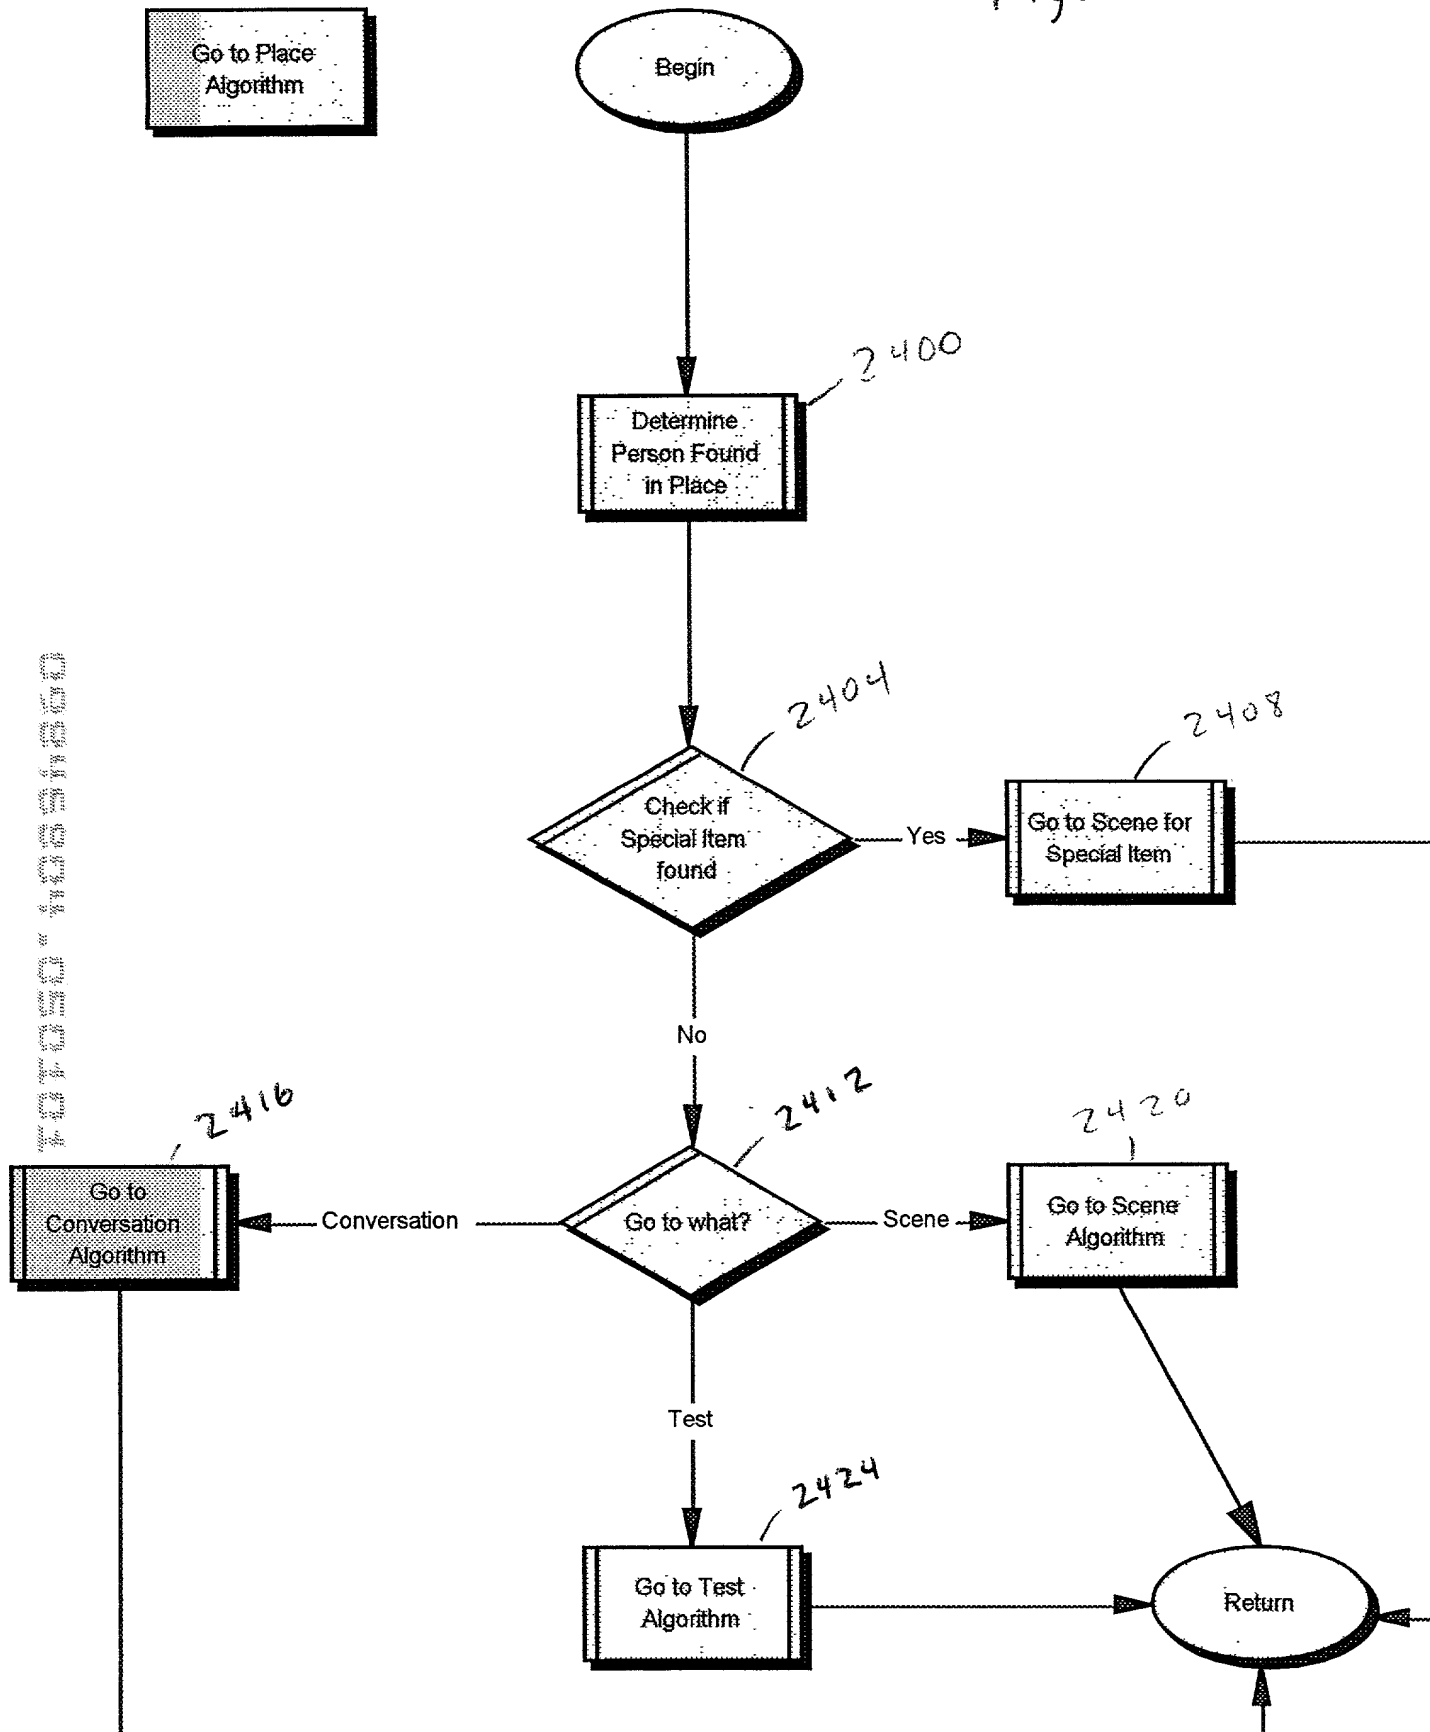 Go to Place
Algorithm
Begin
2400
Determine
Person Found
in Place
2404
2408
Check if
Special Item
found
Yes
Go to Scene for
Special Item
No
2416
2412
2420
Go to
Conversation
Algorithm
Conversation
Go to what?
Scene
Go to Scene
Algorithm
Test
2424
Go to Test
Algorithm
Return